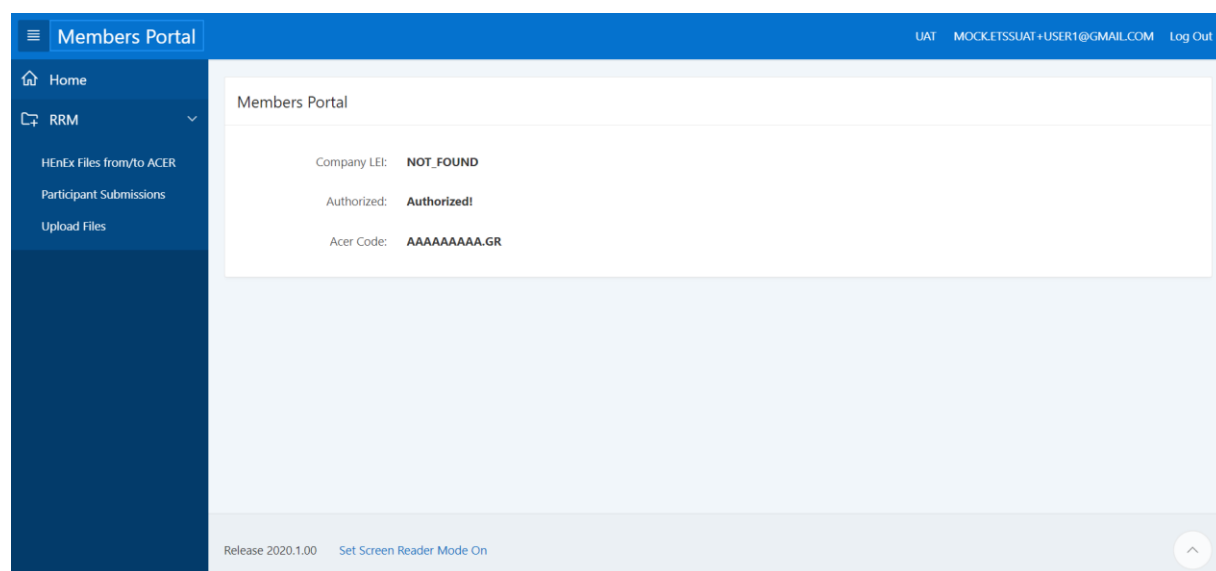 Members Portal
UAT MOCK.ETSSUAT+USER1@GMAIL.COM Log Out
Home
RRM
HEnEx Files from/to ACER
Participant Submissions
Upload Files
Members Portal
Company LEI: NOT_FOUND
Authorized: Authorized!
Acer Code: AAAAAAAAA.GR
Release 2020.1.00 Set Screen Reader Mode On